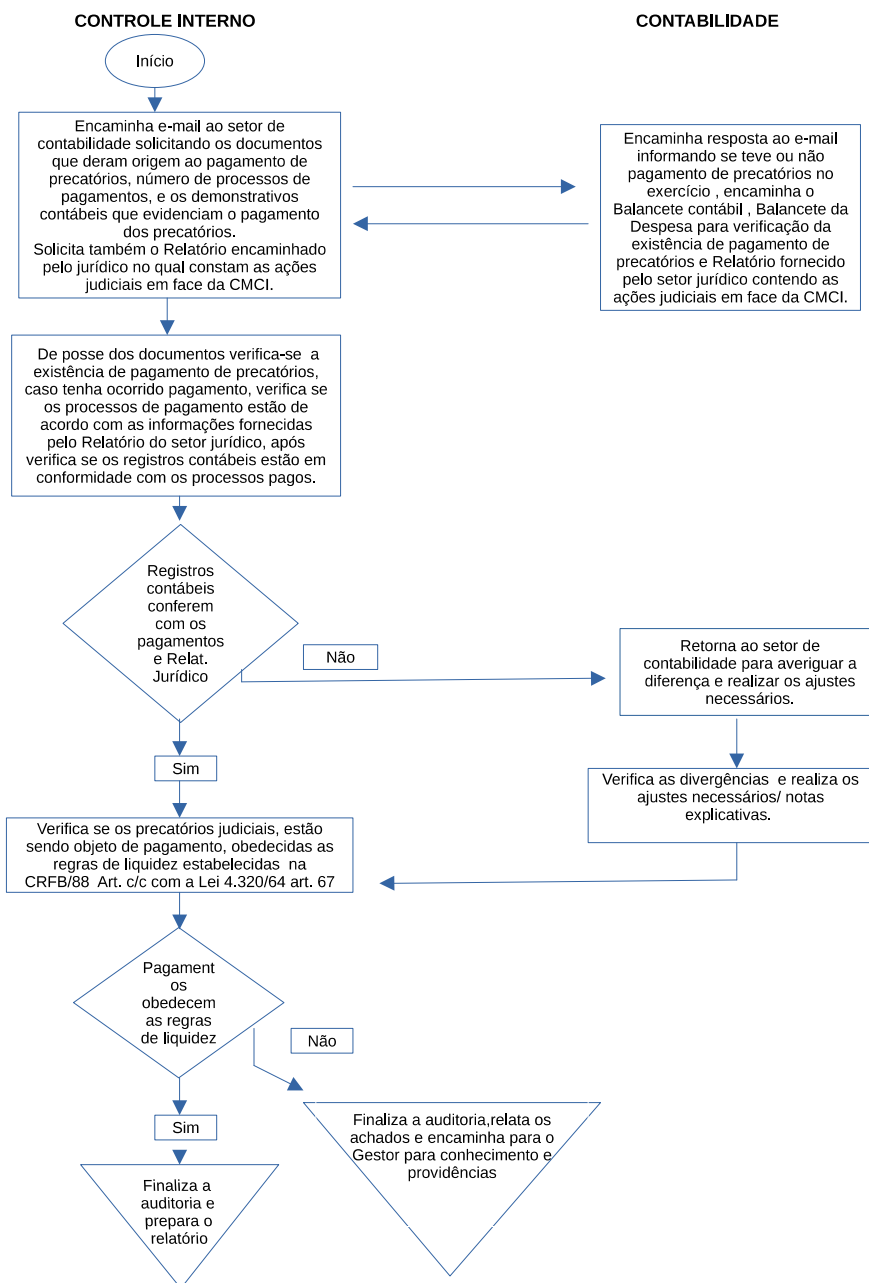 CONTROLE INTERNO
CONTABILIDADE
Início
Encaminha e-mail ao setor de
contabilidade solicitando os documentos
que deram origem ao pagamento de
precatórios, número de processos de
pagamentos, e os demonstrativos
contábeis que evidenciam o pagamento
dos precatórios.
Solicita também o Relatório encaminhado
pelo jurídico no qual constam as ações
judiciais em face da CMCI.
Encaminha resposta ao e-mail
informando se teve ou não
pagamento de precatórios no
exercício , encaminha o
Balancete contábil , Balancete da
Despesa para verificação da
existência de pagamento de
precatórios e Relatório fornecido
pelo setor jurídico contendo as
ações judiciais em face da CMCI.
De posse dos documentos verifica-se a
existência de pagamento de precatórios,
caso tenha ocorrido pagamento, verifica se
os processos de pagamento estão de
acordo com as informações fornecidas
pelo Relatório do setor jurídico, após
verifica se os registros contábeis estão em
conformidade com os processos pagos.
Registros
contábeis
conferem
com os
pagamentos
e Relat.
Jurídico
Não
Retorna ao setor de
contabilidade para averiguar a
diferença e realizar os ajustes
necessários.
Sim
Verifica as divergências e realiza os
ajustes necessários/ notas
explicativas.
Verifica se os precatórios judiciais, estão
sendo objeto de pagamento, obedecidas as
regras de liquidez estabelecidas na
CRFB/88 Art. c/c com a Lei 4.320/64 art. 67
Pagament
os
obedecem
as regras
de liquidez
Não
Sim
Finaliza a auditoria,relata os
achados e encaminha para o
Gestor para conhecimento e
providências
Finaliza a
auditoria e
prepara o
relatório